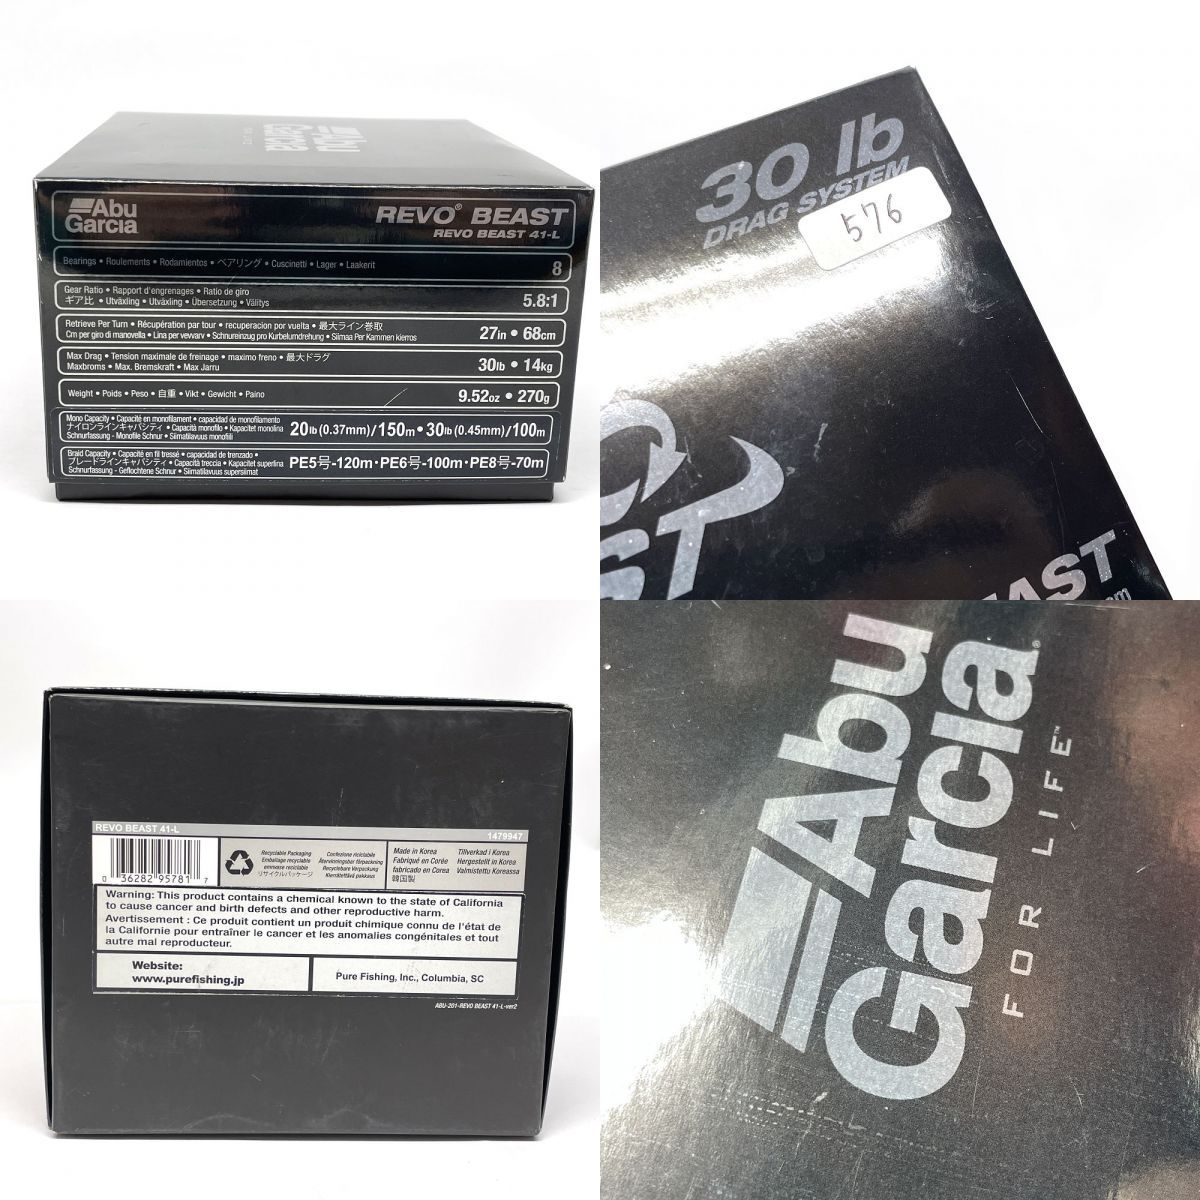 Abu
Garcia
REVO® BEAST
REVO BEAST 41-L
Bearings • Roulements • Rodamientos • ベアリング • Cuscinetti • Lager • Laakerit
8
Gear Ratio • Rapport d'engrenages • Ratio de giro
ギア比 • Utväxling • Utväxling • Übersetzung • Välitys
5.8:1
Retrieve Per Turn • Récupération par tour • recuperacion por vuelta • 最大ライン巻取
Cm per giro di manovella • Lina per vevvarv • Schnureinzug pro Kurbelumdrehung • Siimaa Per Kammen kierros
27in • 68cm
Max Drag • Tension maximale de freinage • maximo freno • 最大ドラグ
Maxbroms • Max. Bremskraft • Max Jarru
30lb • 14kg
Weight • Poids • Peso • 自重 • Vikt • Gewicht • Paino
9.52oz • 270g
Mono Capacity • Capacité en monofilament • capacidad de monofilamento
ナイロンラインキャパシティ • Capacità monofilo • Kapacitet monolina
Schnurfassung - Monofile Schnur • Siimatilavuus monofiili
20lb(0.37mm)/150m • 30lb(0.45mm)/100m
Braid Capacity • Capacité en fil tressé • capacidad de trenzado •
ブレードラインキャパシティ • Capacità treccia • Kapacitet superlina
Schnurfassung - Geflochtene Schnur • Siimatilavuus supersiimat
PE5号-120m・PE6号-100m・PE8号-70m
30 lb
DRAG SYSTEM
576
ST
EAST
REVO BEAST 41-L
1479947
0 36282 95781 7
Recyclable Packaging
Emballage recyclable
enmvase reciclable
リサイクルパッケージ
Confezione riciclabile
Återvinningsbar förpackning
Recyclebare Verpackung
Kierrätettävä pakkaus
Made in Korea
Fabriqué en Corée
fabricado en Corea
韓国製
Tillverkad i Korea
Hergestellt in Korea
Valmistettu Koreassa
Warning: This product contains a chemical known to the state of California
to cause cancer and birth defects and other reproductive harm.
Avertissement : Ce produit contient un produit chimique connu de l'état de
la Californie pour entraîner le cancer et les anomalies congénitales et tout
autre mal reproducteur.
Website:
www.purefishing.jp
Pure Fishing, Inc., Columbia, SC
ABU-201-REVO BEAST 41-L-ver2
Abu
Garcia®
FOR LIFE™